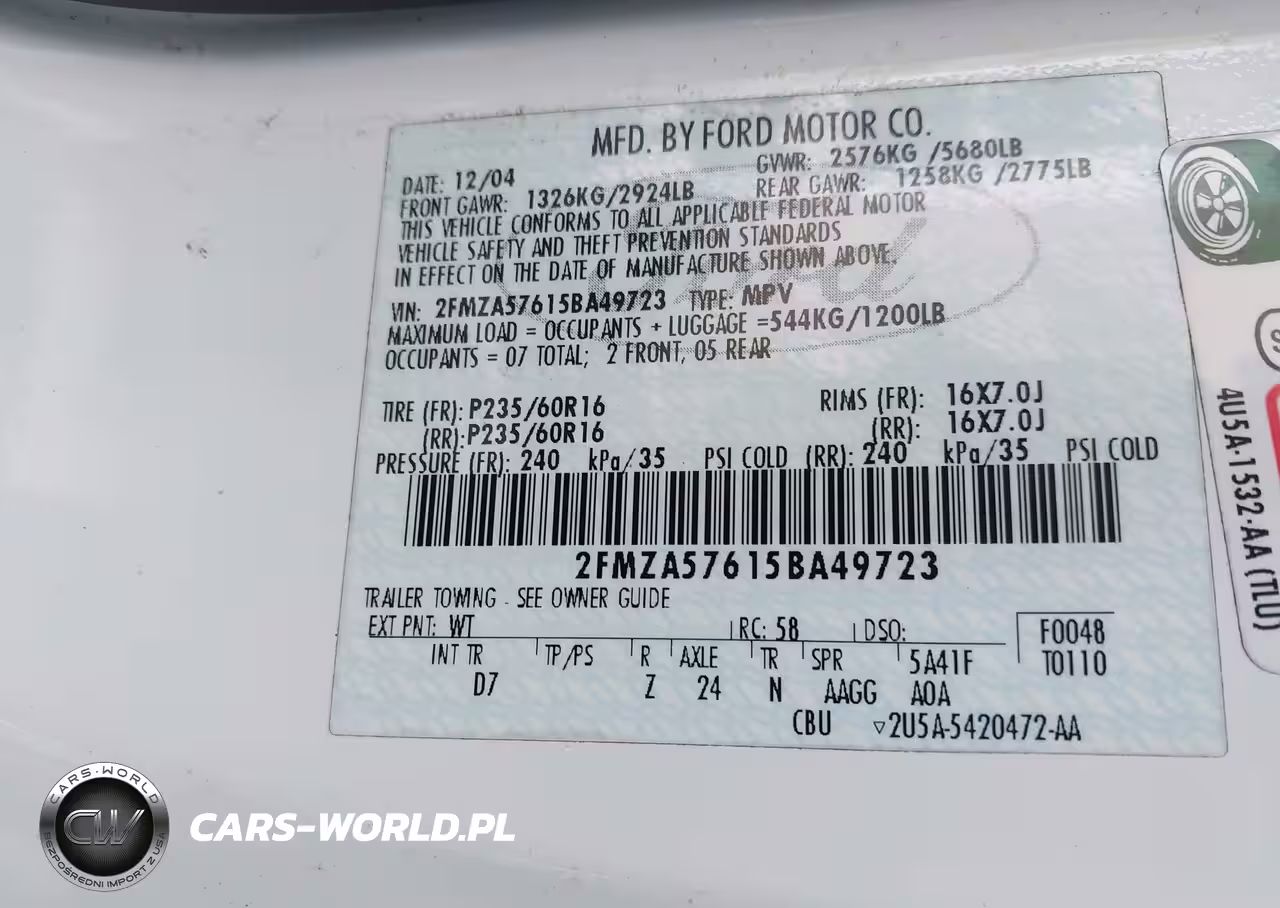 MFD. BY FORD MOTOR CO.
DATE: 12/04 GVWR: 2576KG /5680LB
FRONT GAWR: 1326KG/2924LB REAR GAWR: 1258KG /2775LB
THIS VEHICLE CONFORMS TO ALL APPLICABLE FEDERAL MOTOR
VEHICLE SAFETY AND THEFT PREVENTION STANDARDS
IN EFFECT ON THE DATE OF MANUFACTURE SHOWN ABOVE.
VIN: 2FMZA57615BA49723 TYPE: MPV
MAXIMUM LOAD = OCCUPANTS + LUGGAGE =544KG/1200LB
OCCUPANTS = 07 TOTAL; 2 FRONT, 05 REAR
TIRE (FR): P235/60R16 RIMS (FR): 16X7.0J
(RR): P235/60R16 (RR): 16X7.0J
PRESSURE (FR): 240 kPa/35 PSI COLD (RR): 240 kPa/35 PSI COLD
2FMZA57615BA49723
TRAILER TOWING - SEE OWNER GUIDE
EXT PNT: WT RC: 58 DSO: F0048
INT TR TP/PS R AXLE TR SPR 5A41F T0110
D7 Z 24 N AAGG A0A
CBU ▽2U5A-5420472-AA
4U5A-1532-AA (TLU)
CARS-WORLD
CW
BEZPOŚREDNI IMPORT Z USA
CARS-WORLD.PL